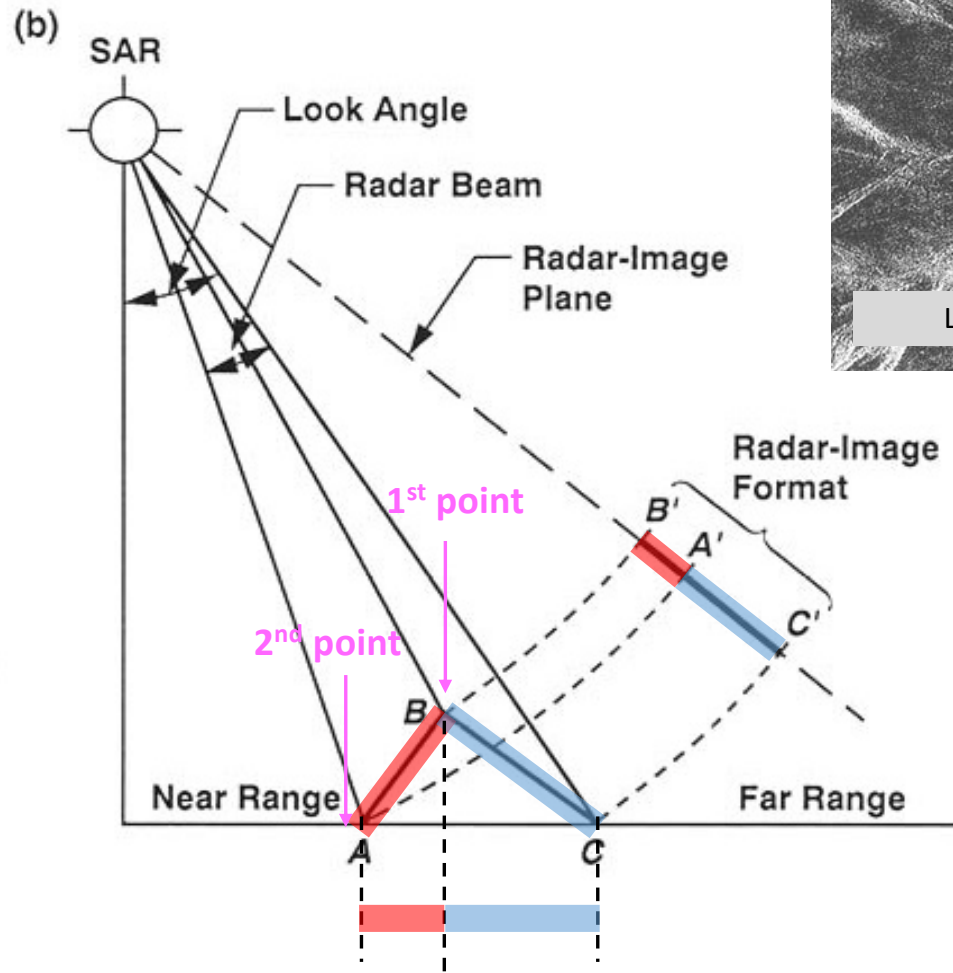 (b)
SAR
Look Angle
Radar Beam
Radar-Image
Plane
L
Radar-Image
Format
1st point
B'
A'
C'
2nd point
B
Near Range
Far Range
A
C